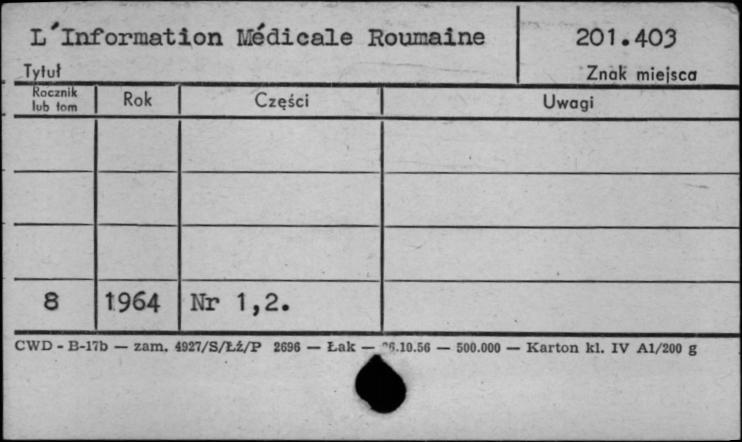 L'Information Médicale Roumaine 201.403
Tytuł Znak miejsca
Rocznik lub tom Rok Części Uwagi
8 1964 Nr 1,2.
CWD - B-17b — zam. 4927/S/Łż/P 2696 — Łak — 6.10.56 — 500.000 — Karton kl. IV A1/200 g